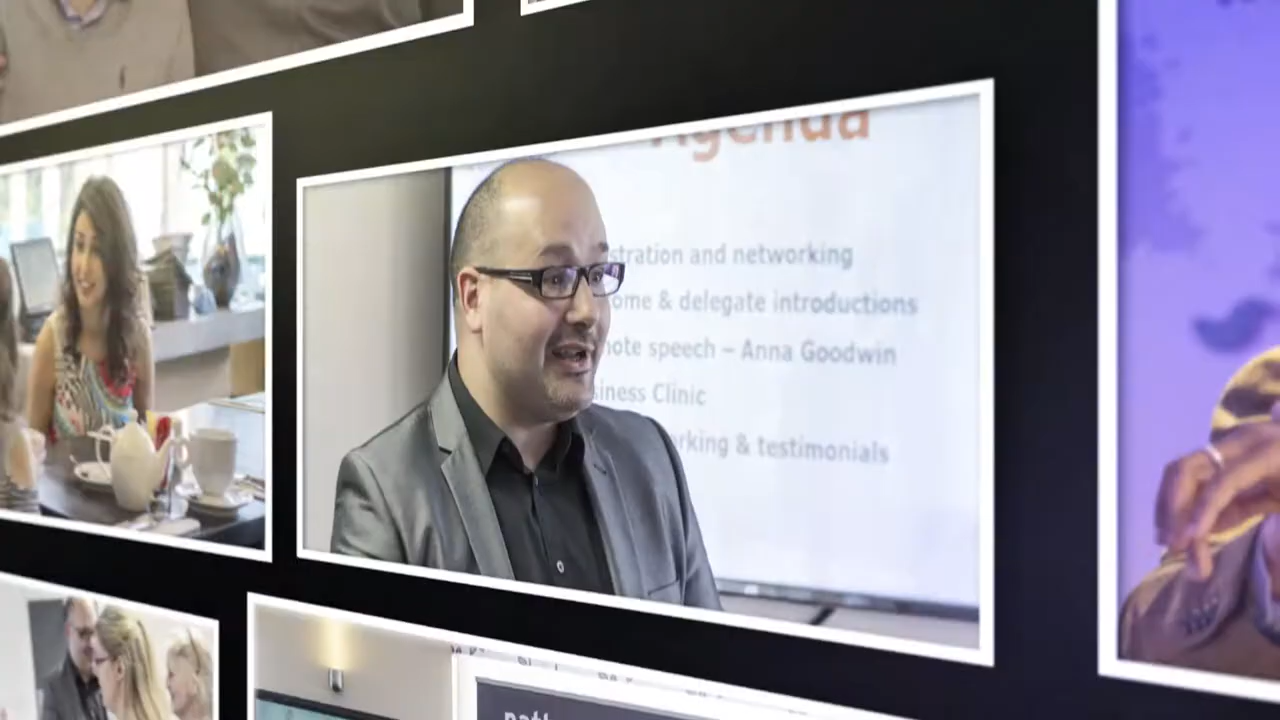 Agenda
stration and networking
ome & delegate introductions
note speech – Anna Goodwin
siness Clinic
rking & testimonials